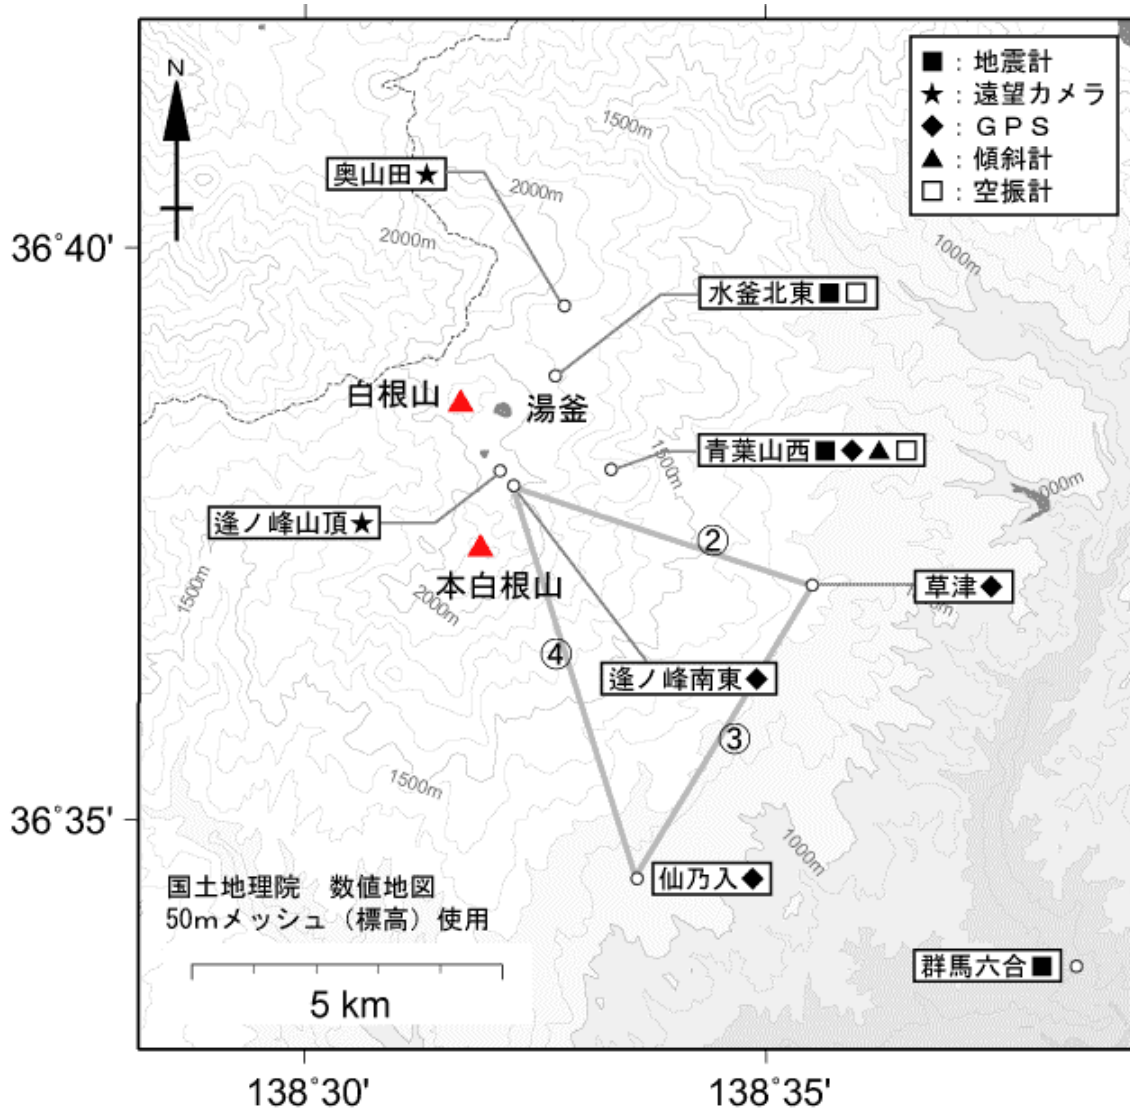 N
■：地震計
★：遠望カメラ
◆：ＧＰＳ
▲：傾斜計
□：空振計
1500m
奥山田★
2000m
2000m
36°40'
1000m
水釜北東■□
白根山
湯釜
青葉山西■◆▲□
1500m
逢ノ峰山頂★
②
本白根山
1500m
2000m
草津◆
④
逢ノ峰南東◆
③
1500m
36°35'
1000m
仙乃入◆
国土地理院　数値地図
50mメッシュ（標高）使用
群馬六合■
5 km
138°30'
138°35'